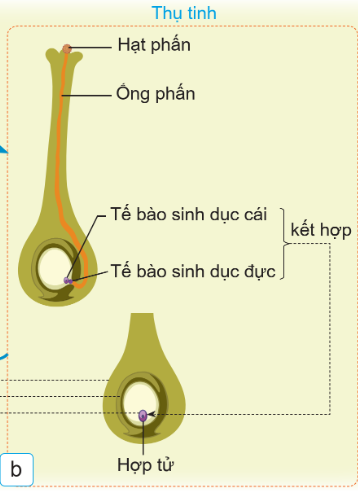 Thụ tinh
Hạt phấn
Ống phấn
Tế bào sinh dục cái
kết hợp
Tế bào sinh dục đực
Hợp tử
b